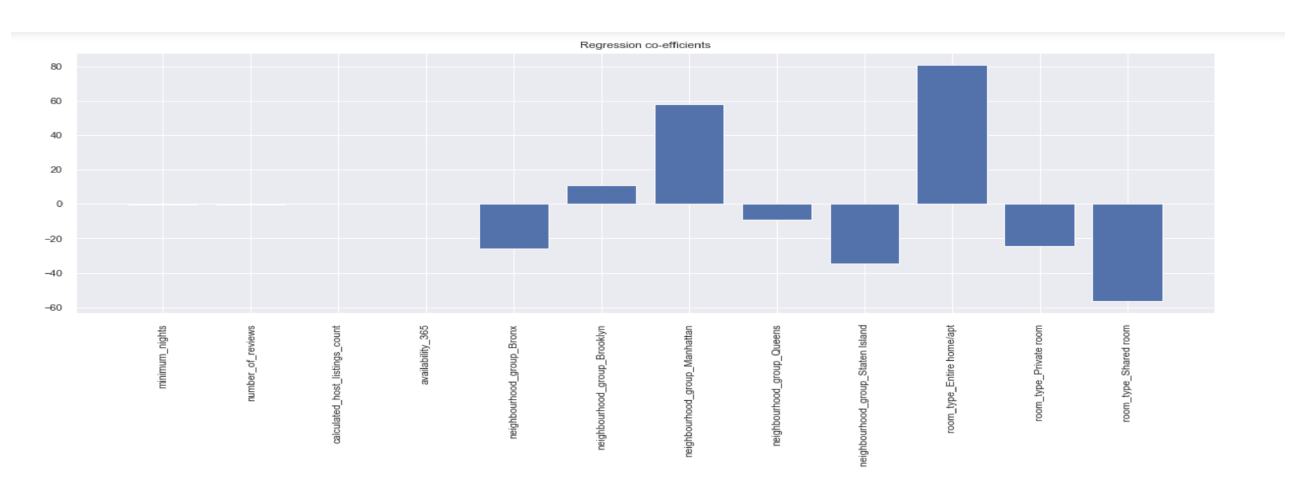 Regression co-efficients
80
60
40
20
0
−20
−40
−60
minimum_nights
number_of_reviews
calculated_host_listings_count
availability_365
neighbourhood_group_Bronx
neighbourhood_group_Brooklyn
neighbourhood_group_Manhattan
neighbourhood_group_Queens
neighbourhood_group_Staten Island
room_type_Entire home/apt
room_type_Private room
room_type_Shared room